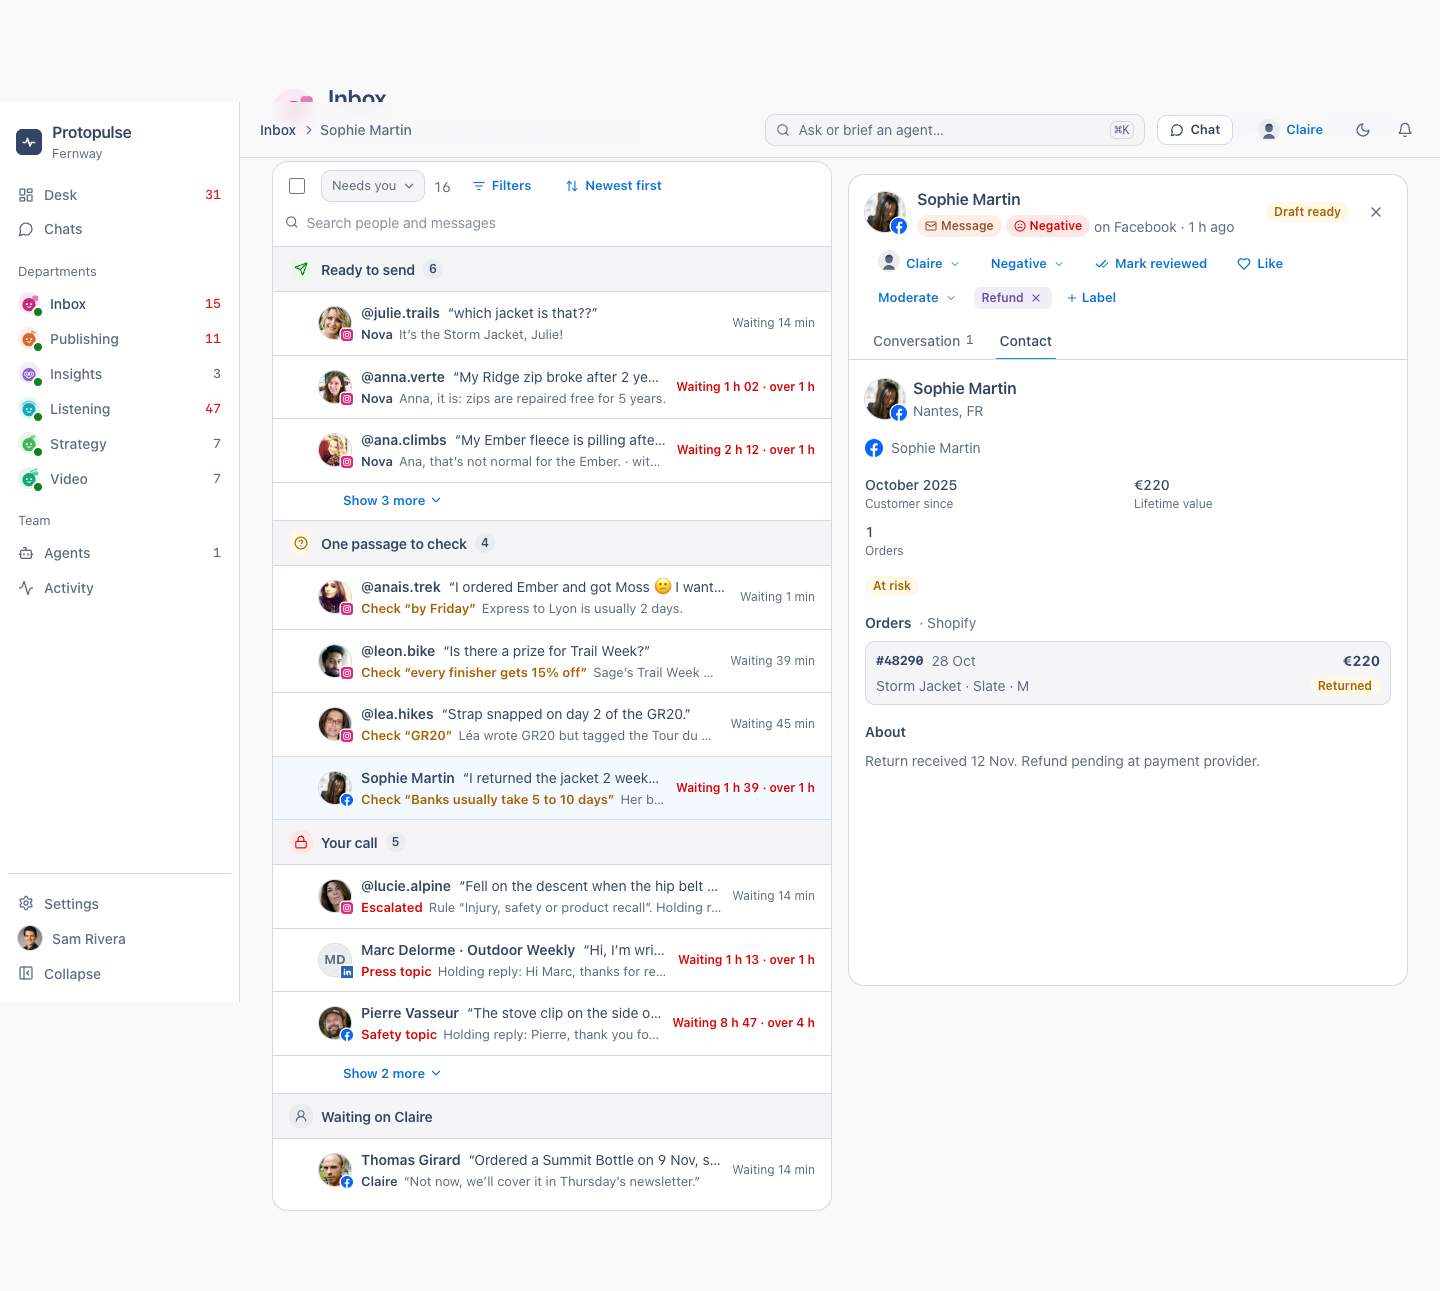 Inbox
Protopulse
Fernway
Desk 31
Chats
Departments
Inbox 15
Publishing 11
Insights 3
Listening 47
Strategy 7
Video 7
Team
Agents 1
Activity
Settings
Sam Rivera
Collapse
Inbox › Sophie Martin
Ask or brief an agent… ⌘K
Chat
Claire
Needs you 16 Filters Newest first
Search people and messages
Ready to send 6
@julie.trails “which jacket is that??” Waiting 14 min
Nova It’s the Storm Jacket, Julie!
@anna.verte “My Ridge zip broke after 2 ye… Waiting 1 h 02 · over 1 h
Nova Anna, it is: zips are repaired free for 5 years.
@ana.climbs “My Ember fleece is pilling afte… Waiting 2 h 12 · over 1 h
Nova Ana, that’s not normal for the Ember. · wit…
Show 3 more
One passage to check 4
@anais.trek “I ordered Ember and got Moss 😕 I want… Waiting 1 min
Check “by Friday” Express to Lyon is usually 2 days.
@leon.bike “Is there a prize for Trail Week?” Waiting 39 min
Check “every finisher gets 15% off” Sage’s Trail Week …
@lea.hikes “Strap snapped on day 2 of the GR20.” Waiting 45 min
Check “GR20” Léa wrote GR20 but tagged the Tour du …
Sophie Martin “I returned the jacket 2 week… Waiting 1 h 39 · over 1 h
Check “Banks usually take 5 to 10 days” Her b…
Your call 5
@lucie.alpine “Fell on the descent when the hip belt … Waiting 14 min
Escalated Rule “Injury, safety or product recall”. Holding r…
MD
Marc Delorme · Outdoor Weekly “Hi, I’m wri… Waiting 1 h 13 · over 1 h
Press topic Holding reply: Hi Marc, thanks for re…
Pierre Vasseur “The stove clip on the side o… Waiting 8 h 47 · over 4 h
Safety topic Holding reply: Pierre, thank you fo…
Show 2 more
Waiting on Claire
Thomas Girard “Ordered a Summit Bottle on 9 Nov, s… Waiting 14 min
Claire “Not now, we’ll cover it in Thursday’s newsletter.”
Sophie Martin
Message Negative on Facebook · 1 h ago
Draft ready
Claire Negative Mark reviewed Like
Moderate Refund + Label
Conversation 1 Contact
Sophie Martin
Nantes, FR
Sophie Martin
October 2025 €220
Customer since Lifetime value
1
Orders
At risk
Orders · Shopify
#48290 28 Oct €220
Storm Jacket · Slate · M Returned
About
Return received 12 Nov. Refund pending at payment provider.